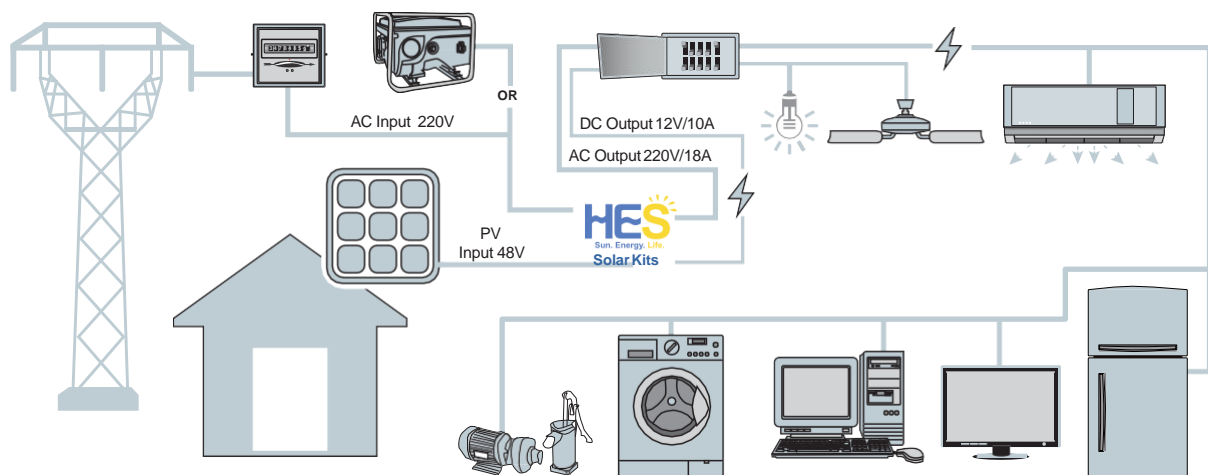 OR
AC Input 220V
DC Output 12V/10A
AC Output 220V/18A
HES
Sun. Energy. Life.
Solar Kits
PV
Input 48V